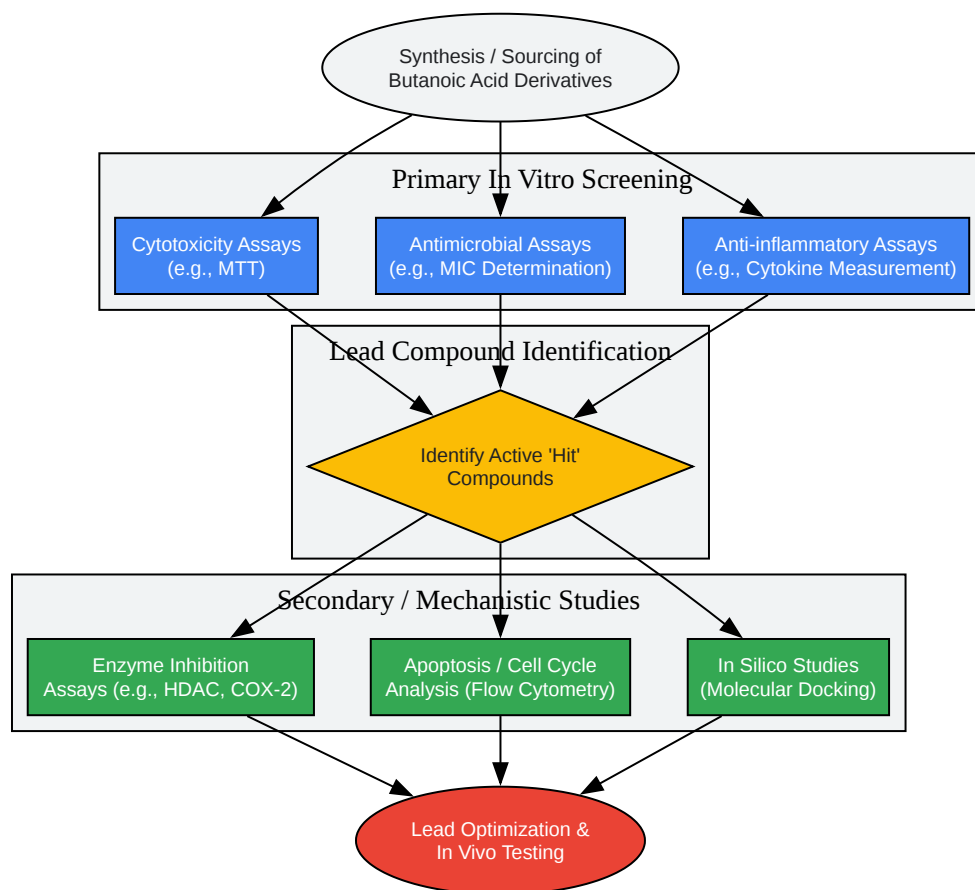 Synthesis / Sourcing of
Butanoic Acid Derivatives
Primary In Vitro Screening
Cytotoxicity Assays
(e.g., MTT)
Antimicrobial Assays
(e.g., MIC Determination)
Anti-inflammatory Assays
(e.g., Cytokine Measurement)
Lead Compound Identification
Identify Active 'Hit'
Compounds
Secondary / Mechanistic Studies
Enzyme Inhibition
Assays (e.g., HDAC, COX-2)
Apoptosis / Cell Cycle
Analysis (Flow Cytometry)
In Silico Studies
(Molecular Docking)
Lead Optimization &
In Vivo Testing